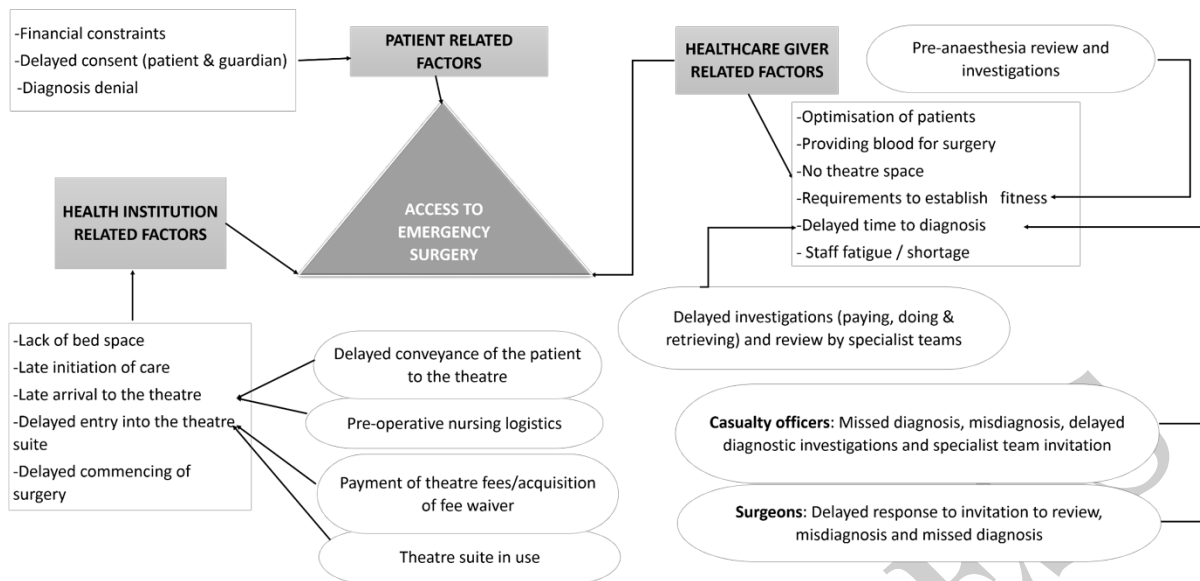 -Financial constraints
-Delayed consent (patient & guardian)
-Diagnosis denial
PATIENT RELATED
FACTORS
HEALTHCARE GIVER
RELATED FACTORS
Pre-anaesthesia review and
investigations
-Optimisation of patients
-Providing blood for surgery
-No theatre space
-Requirements to establish fitness
-Delayed time to diagnosis
- Staff fatigue / shortage
HEALTH INSTITUTION
RELATED FACTORS
ACCESS TO
EMERGENCY
SURGERY
Delayed investigations (paying, doing &
retrieving) and review by specialist teams
-Lack of bed space
-Late initiation of care
-Late arrival to the theatre
-Delayed entry into the theatre
suite
-Delayed commencing of
surgery
Delayed conveyance of the patient
to the theatre
Pre-operative nursing logistics
Payment of theatre fees/acquisition
of fee waiver
Theatre suite in use
Casualty officers: Missed diagnosis, misdiagnosis, delayed
diagnostic investigations and specialist team invitation
Surgeons: Delayed response to invitation to review,
misdiagnosis and missed diagnosis